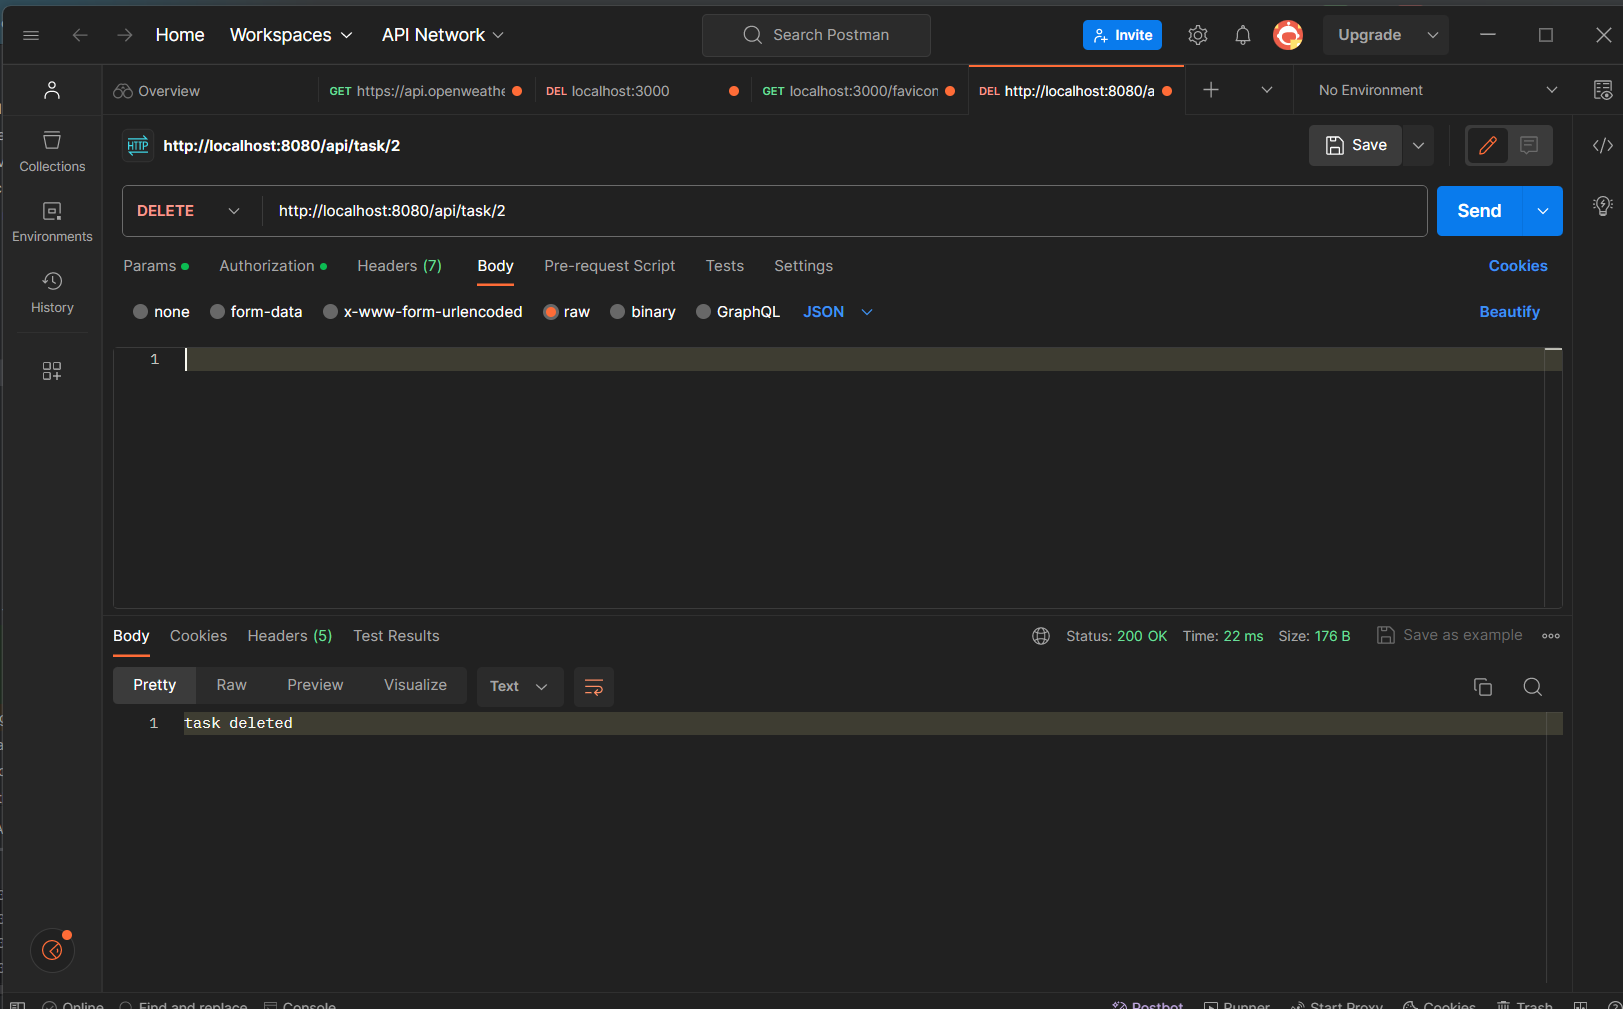 Home Workspaces API Network Search Postman Invite Upgrade
Overview GET https://api.openweathe DEL localhost:3000 GET localhost:3000/favicon DEL http://localhost:8080/a No Environment
HTTP http://localhost:8080/api/task/2 Save
Collections
DELETE http://localhost:8080/api/task/2 Send
Environments
Params Authorization Headers (7) Body Pre-request Script Tests Settings Cookies
History
none form-data x-www-form-urlencoded raw binary GraphQL JSON Beautify
1
Body Cookies Headers (5) Test Results Status: 200 OK Time: 22 ms Size: 176 B Save as example
Pretty Raw Preview Visualize Text
1 task deleted
Online Find and replace Console Postbot Runner Start Proxy Cookies Trash